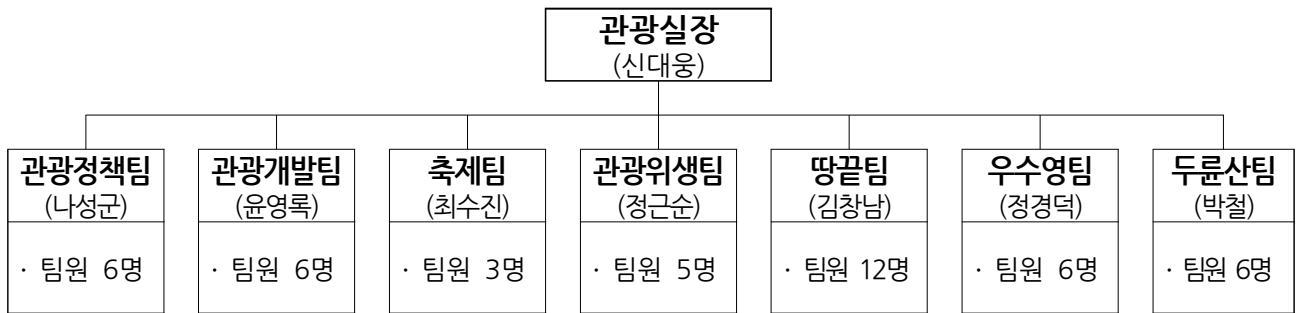 관광실장
(신대웅)
관광정책팀
(나성군)
· 팀원 6명
관광개발팀
(윤영록)
· 팀원 6명
축제팀
(최수진)
· 팀원 3명
관광위생팀
(정근순)
· 팀원 5명
땅끝팀
(김창남)
· 팀원 12명
우수영팀
(정경덕)
· 팀원 6명
두륜산팀
(박철)
· 팀원 6명